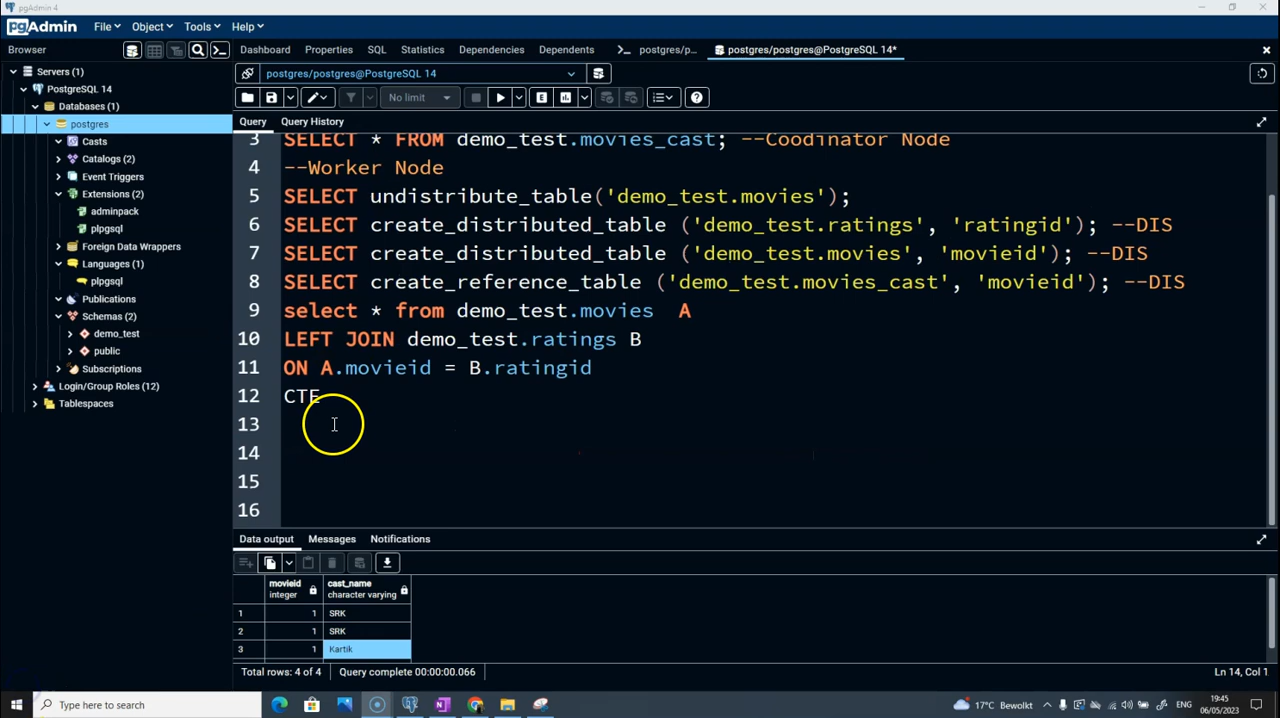 pgAdmin 4
pgAdmin File Object Tools Help
Browser Dashboard Properties SQL Statistics Dependencies Dependents postgres/p... postgres/postgres@PostgreSQL 14*
Servers (1)
PostgreSQL 14
Databases (1)
postgres
Casts
Catalogs (2)
Event Triggers
Extensions (2)
adminpack
plpgsql
Foreign Data Wrappers
Languages (1)
plpgsql
Publications
Schemas (2)
demo_test
public
Subscriptions
Login/Group Roles (12)
Tablespaces
postgres/postgres@PostgreSQL 14
No limit
E
Query Query History
3 SELECT * FROM demo_test.movies_cast; --Coodinator Node
4 --Worker Node
5 SELECT undistribute_table('demo_test.movies');
6 SELECT create_distributed_table ('demo_test.ratings', 'ratingid'); --DIS
7 SELECT create_distributed_table ('demo_test.movies', 'movieid'); --DIS
8 SELECT create_reference_table ('demo_test.movies_cast', 'movieid'); --DIS
9 select * from demo_test.movies A
10 LEFT JOIN demo_test.ratings B
11 ON A.movieid = B.ratingid
12 CTE
13
14
15
16
Data output Messages Notifications
movieid cast_name
integer character varying
1 1 SRK
2 1 SRK
3 1 Kartik
Total rows: 4 of 4 Query complete 00:00:00.066 Ln 14, Col 1
Type here to search 17°C Bewolkt ENG 19:45
06/05/2023